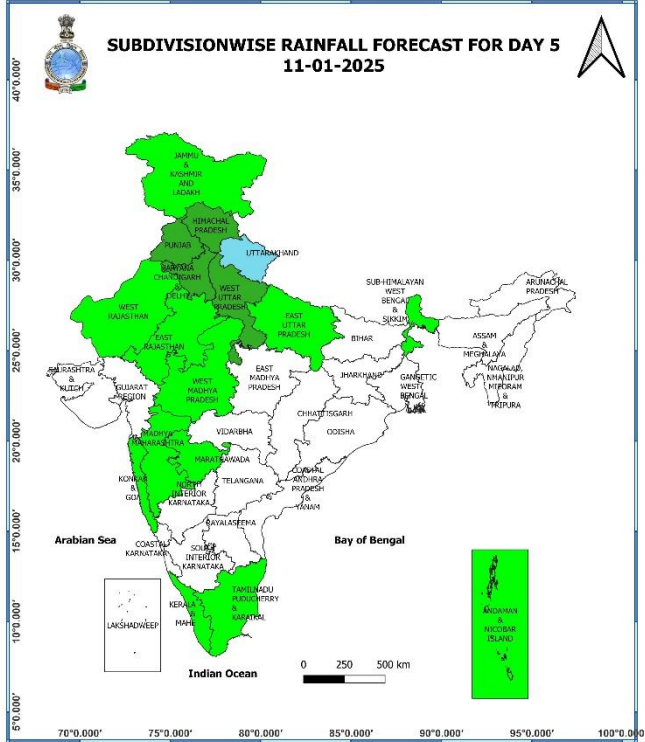 SUBDIVISIONWISE RAINFALL FORECAST FOR DAY 5
11-01-2025
40°0.000'
35°0.000'
30°0.000'
25°0.000'
20°0.000'
15°0.000'
10°0.000'
5°0.000'
JAMMU
&
KASHMIR
AND
LADAKH
HIMACHAL
PRADESH
PUNJAB
UTTARAKHAND
HARYANA
CHANDIGARH
&
DELHI
WEST
UTTAR
PRADESH
WEST
RAJASTHAN
EAST
RAJASTHAN
EAST
UTTAR
PRADESH
SUB-HIMALAYAN
WEST
BENGAL
&
SIKKIM
ARUNACHAL
PRADESH
BIHAR
ASSAM
&
MEGHALAYA
NAGALAD,
NMANIPUR
MIZORAM
&
TRIPURA
SAURASHTRA
&
KUTCH
GUJARAT
REGION
WEST
MADHYA
PRADESH
EAST
MADHYA
PRADESH
JHARKHAND
GANGETIC
WEST
BENGAL
CHHATTISGARH
ODISHA
VIDARBHA
MADHYA
MAHARASHTRA
MARATHWADA
KONKAN
&
GOA
NORTH
INTERIOR
KARNATAKA
TELANGANA
COASTAL
ANDHRA
PRADESH
&
YANAM
RAYALASEEMA
Arabian Sea
Bay of Bengal
COASTAL
KARNATAKA
SOUTH
INTERIOR
KARNATAKA
LAKSHADWEEP
KERALA
&
MAHE
TAMILNADU
PUDUCHERRY
&
KARAIKAL
ANDAMAN
&
NICOBAR
ISLAND
Indian Ocean
0 250 500 km
70°0.000' 75°0.000' 80°0.000' 85°0.000' 90°0.000' 95°0.000' 100°0.000'